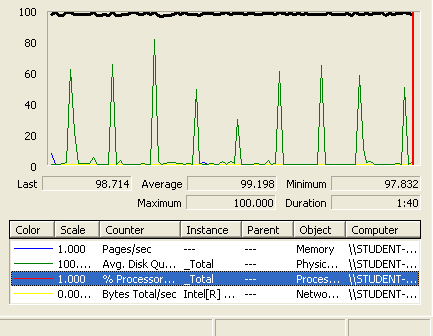 100
80
60
40
20
0
Last 98.714 Average 99.198 Minimum 97.832
Maximum 100.000 Duration 1:40
Color Scale Counter Instance Parent Object Computer
1.000 Pages/sec --- --- Memory \\STUDENT-...
100.... Avg. Disk Qu... _Total --- Physic... \\STUDENT-...
1.000 % Processor... _Total --- Proces... \\STUDENT-...
0.00... Bytes Total/sec Intel[R] ... --- Netwo... \\STUDENT-...